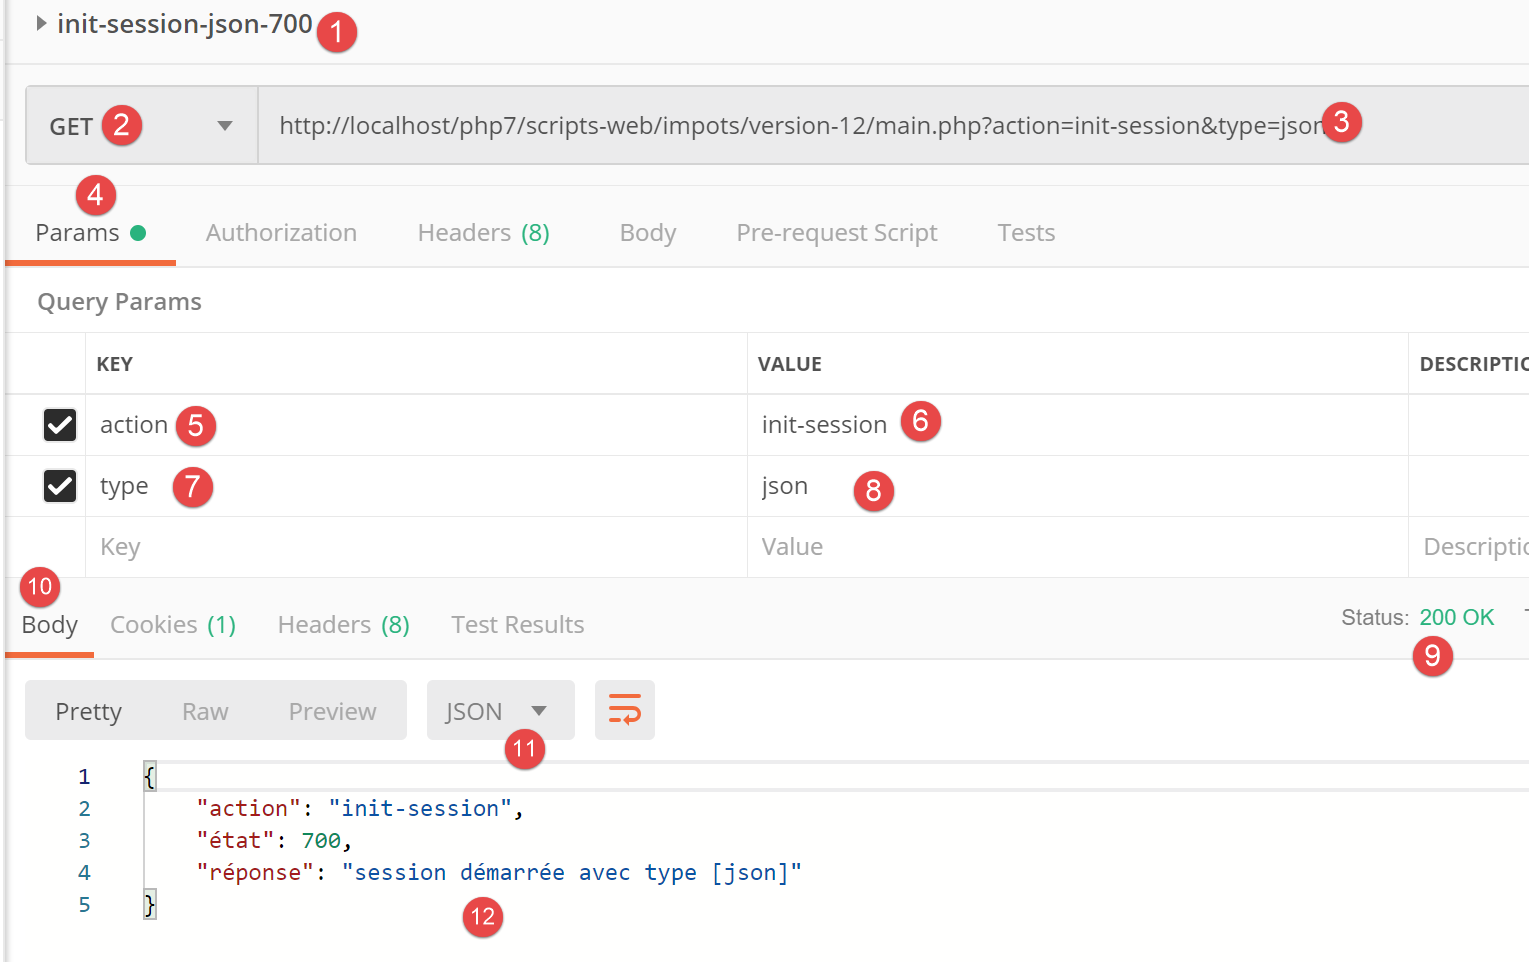 init-session-json-700 1
GET 2 http://localhost/php7/scripts-web/impots/version-12/main.php?action=init-session&type=json 3
4
Params Authorization Headers (8) Body Pre-request Script Tests
Query Params
KEY VALUE DESCRIPTIO
action 5 init-session 6
type 7 json 8
Key Value Descriptio
10
Body Cookies (1) Headers (8) Test Results Status: 200 OK
9
Pretty Raw Preview JSON
11
1 {
2 "action": "init-session",
3 "état": 700,
4 "réponse": "session démarrée avec type [json]"
5 }
12